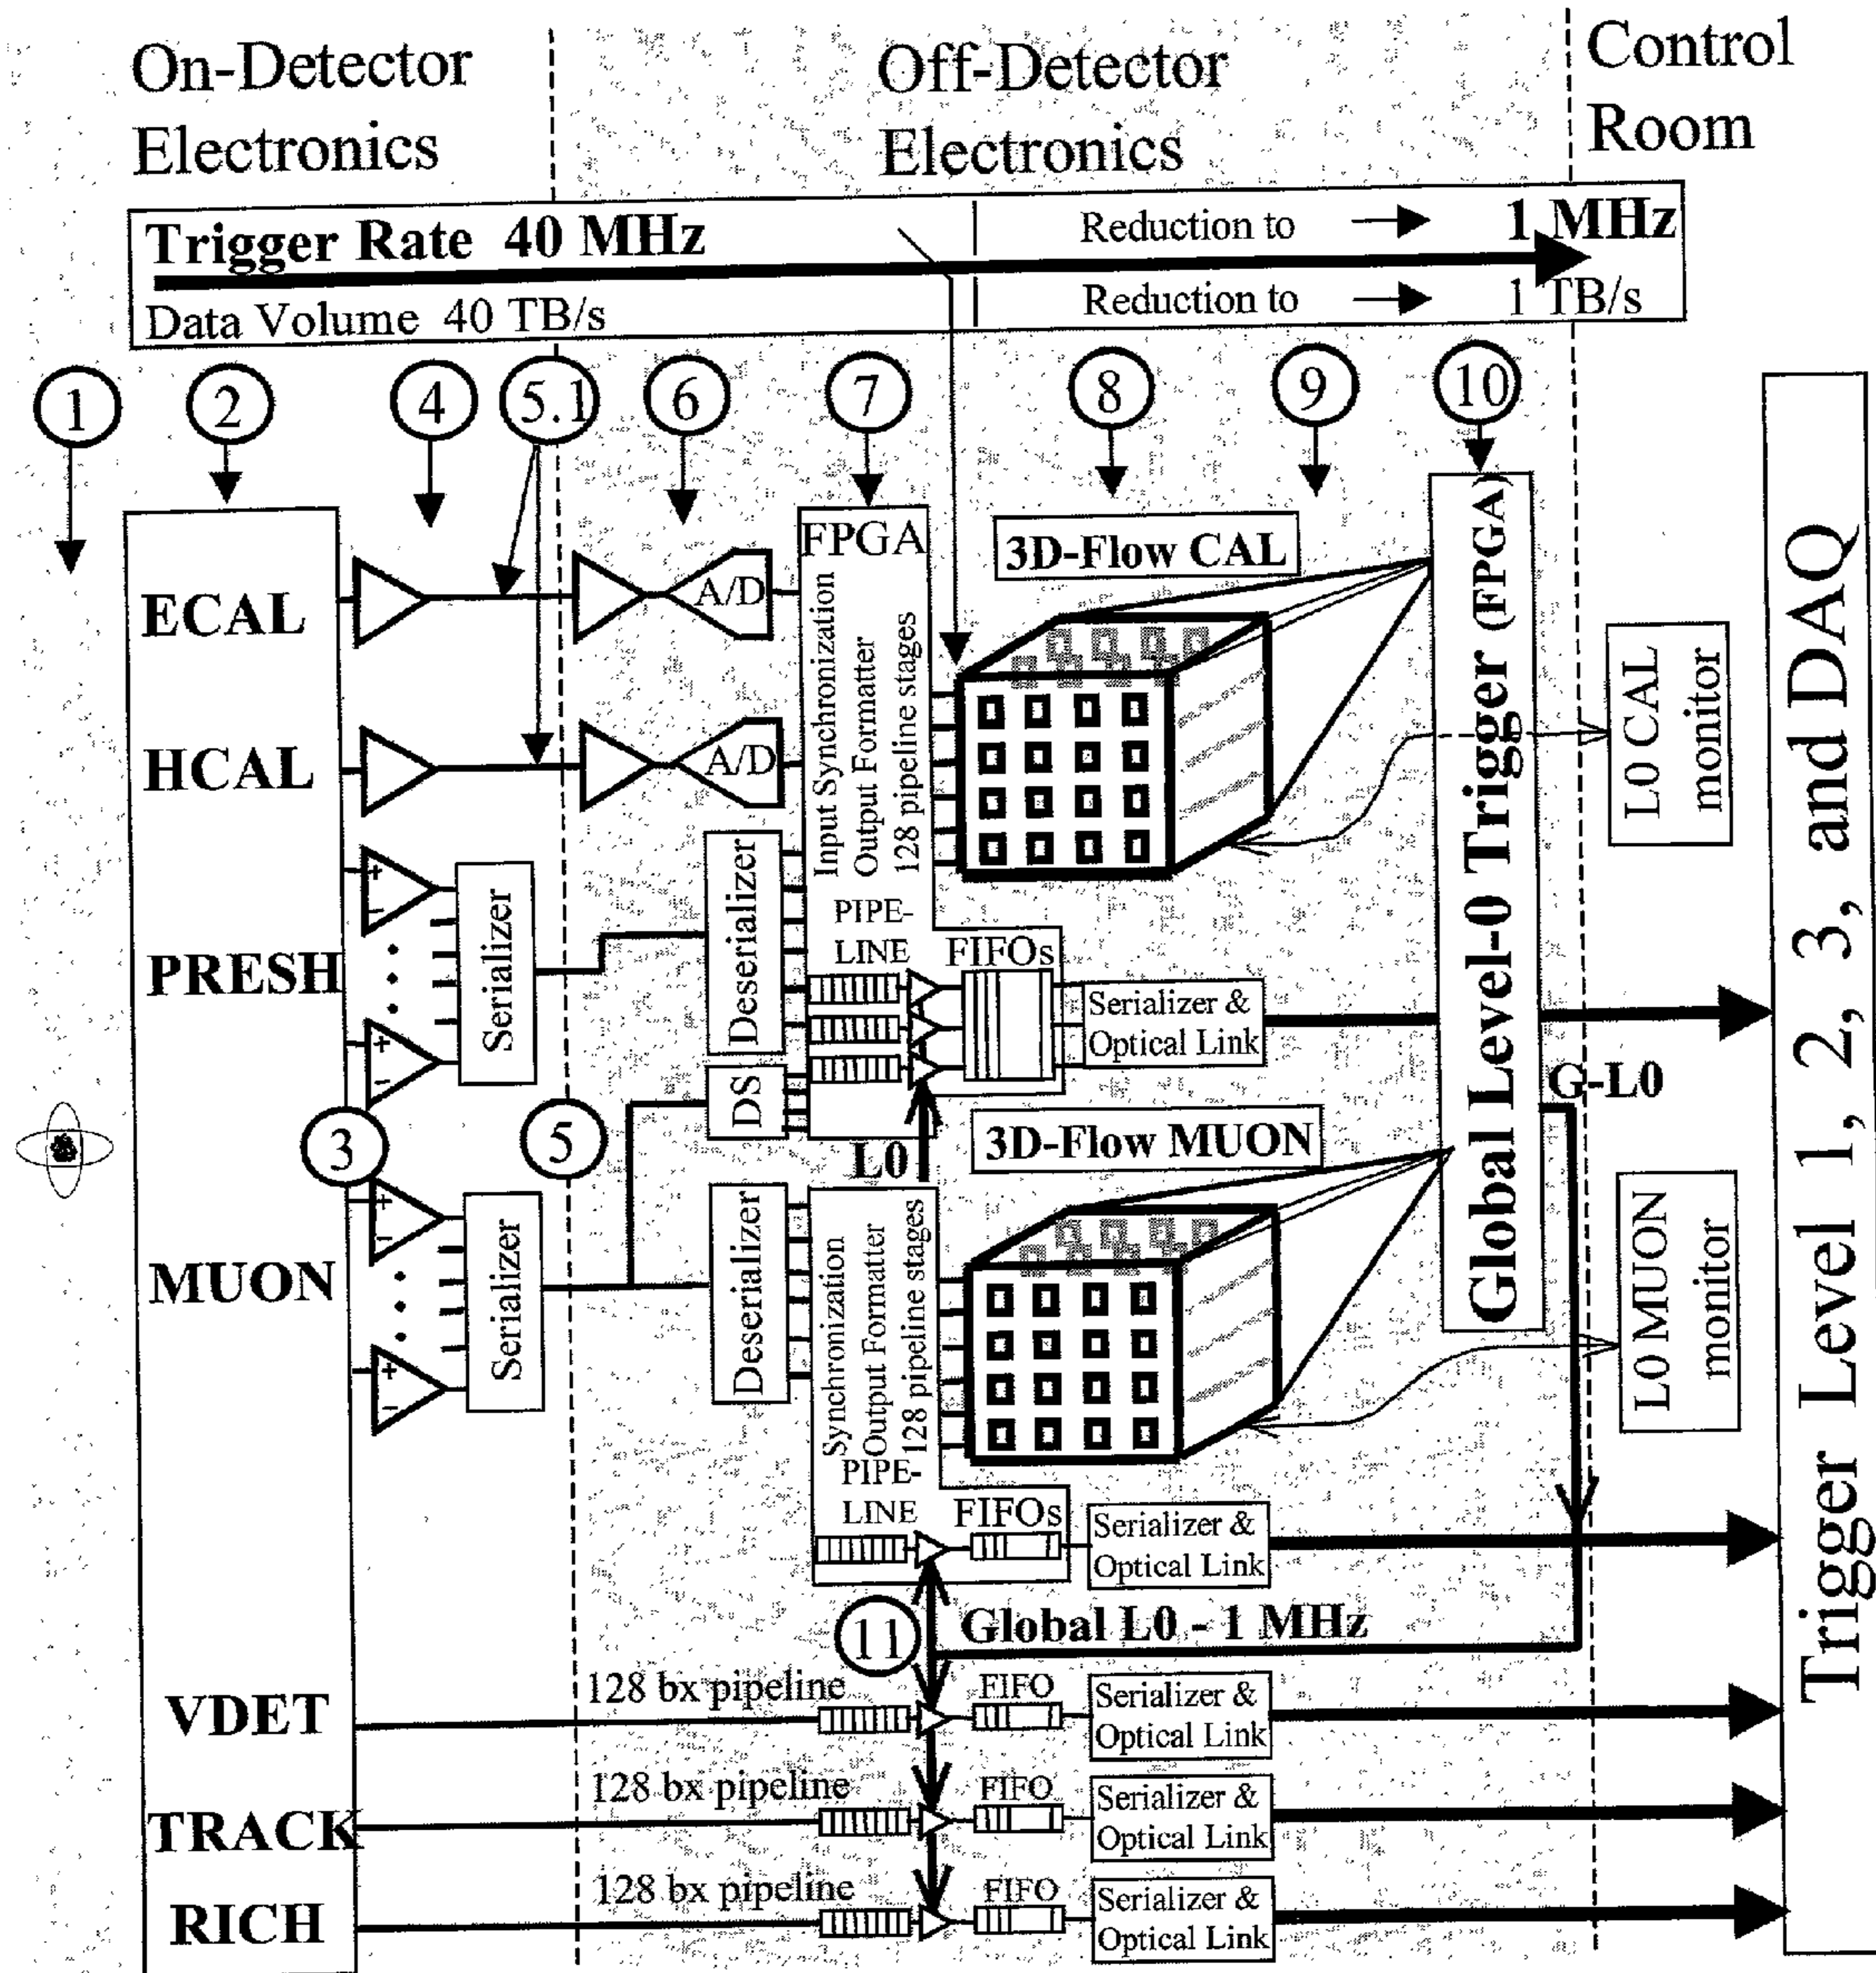 On-Detector
Electronics
Off-Detector
Electronics
Control
Room
Trigger Rate 40 MHz
Reduction to
1 MHz
Data Volume 40 TB/s
Reduction to
1 TB/s
1
2
4
5.1
6
7
8
9
10
ECAL
HCAL
PRESH
MUON
VDET
TRACK
RICH
A/D
A/D
+
-
+
-
Serializer
3
5
+
-
+
-
Serializer
Deserializer
DS
Deserializer
FPGA
Input Synchronization
Output Formatter
128 pipeline stages
PIPE-
LINE
FIFOs
Serializer &
Optical Link
L0
3D-Flow CAL
3D-Flow MUON
Synchronization
Output Formatter
128 pipeline stages
PIPE-
LINE
FIFOs
Serializer &
Optical Link
Global Level-0 Trigger (FPGA)
G-L0
L0 CAL
monitor
L0 MUON
monitor
Trigger Level 1, 2, 3, and DAQ
11
Global L0 - 1 MHz
128 bx pipeline
FIFO
Serializer &
Optical Link
128 bx pipeline
FIFO
Serializer &
Optical Link
128 bx pipeline
FIFO
Serializer &
Optical Link